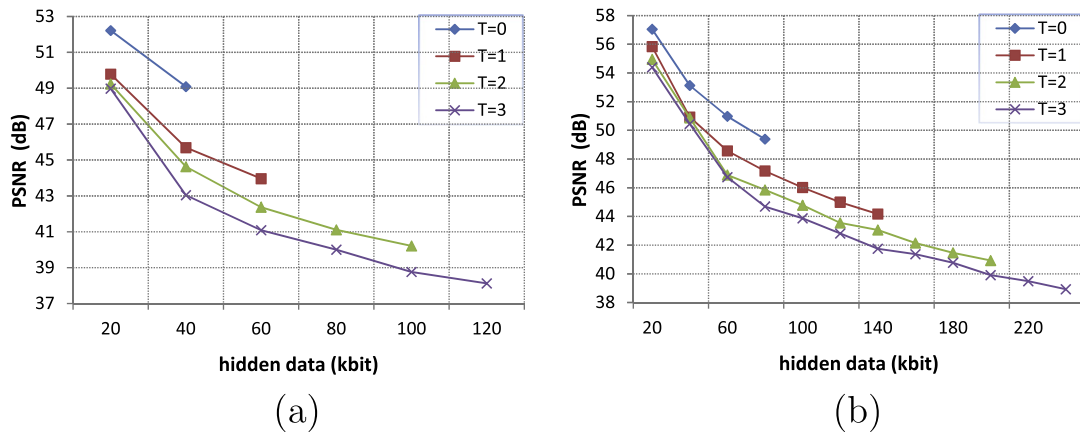 53
51
49
47
45
43
41
39
37
PSNR (dB)
20 40 60 80 100 120
hidden data (kbit)
T=0
T=1
T=2
T=3
(a)
58
56
54
52
50
48
46
44
42
40
38
PSNR (dB)
20 60 100 140 180 220
hidden data (kbit)
T=0
T=1
T=2
T=3
(b)